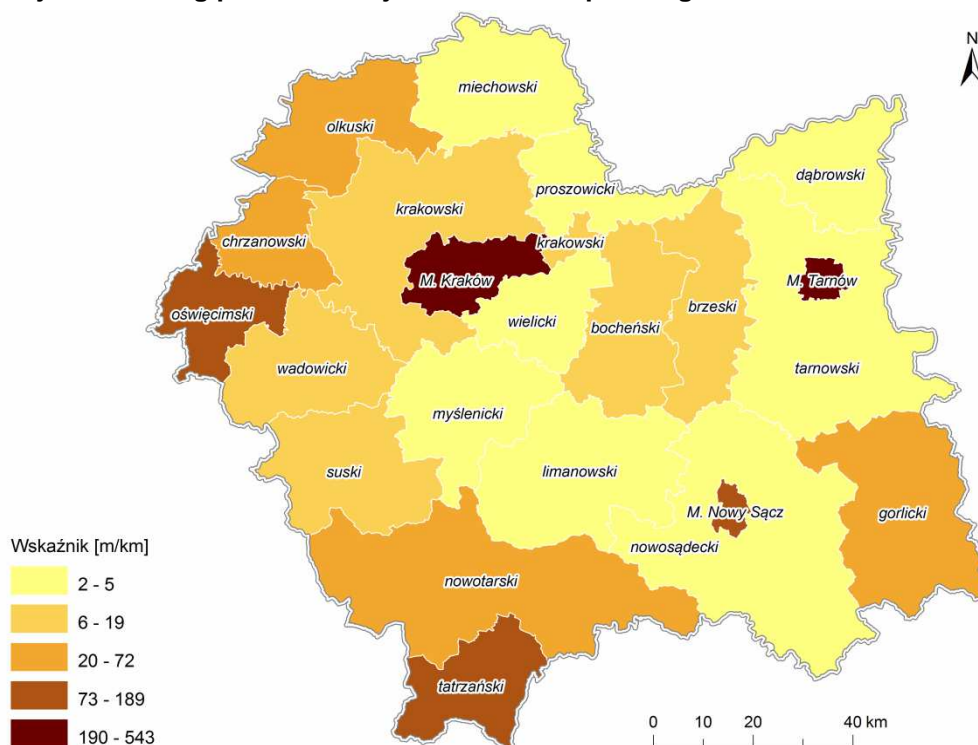 N
miechowski
olkuski
dąbrowski
proszowicki
krakowski
chrzanowski
krakowski
M. Kraków
M. Tarnów
oświęcimski
wielicki
bocheński
brzeski
wadowicki
tarnowski
myślenicki
suski
limanowski
M. Nowy Sącz
gorlicki
nowosądecki
nowotarski
tatrzański
Wskaźnik [m/km]
2 - 5
6 - 19
20 - 72
73 - 189
190 - 543
0 10 20 40 km